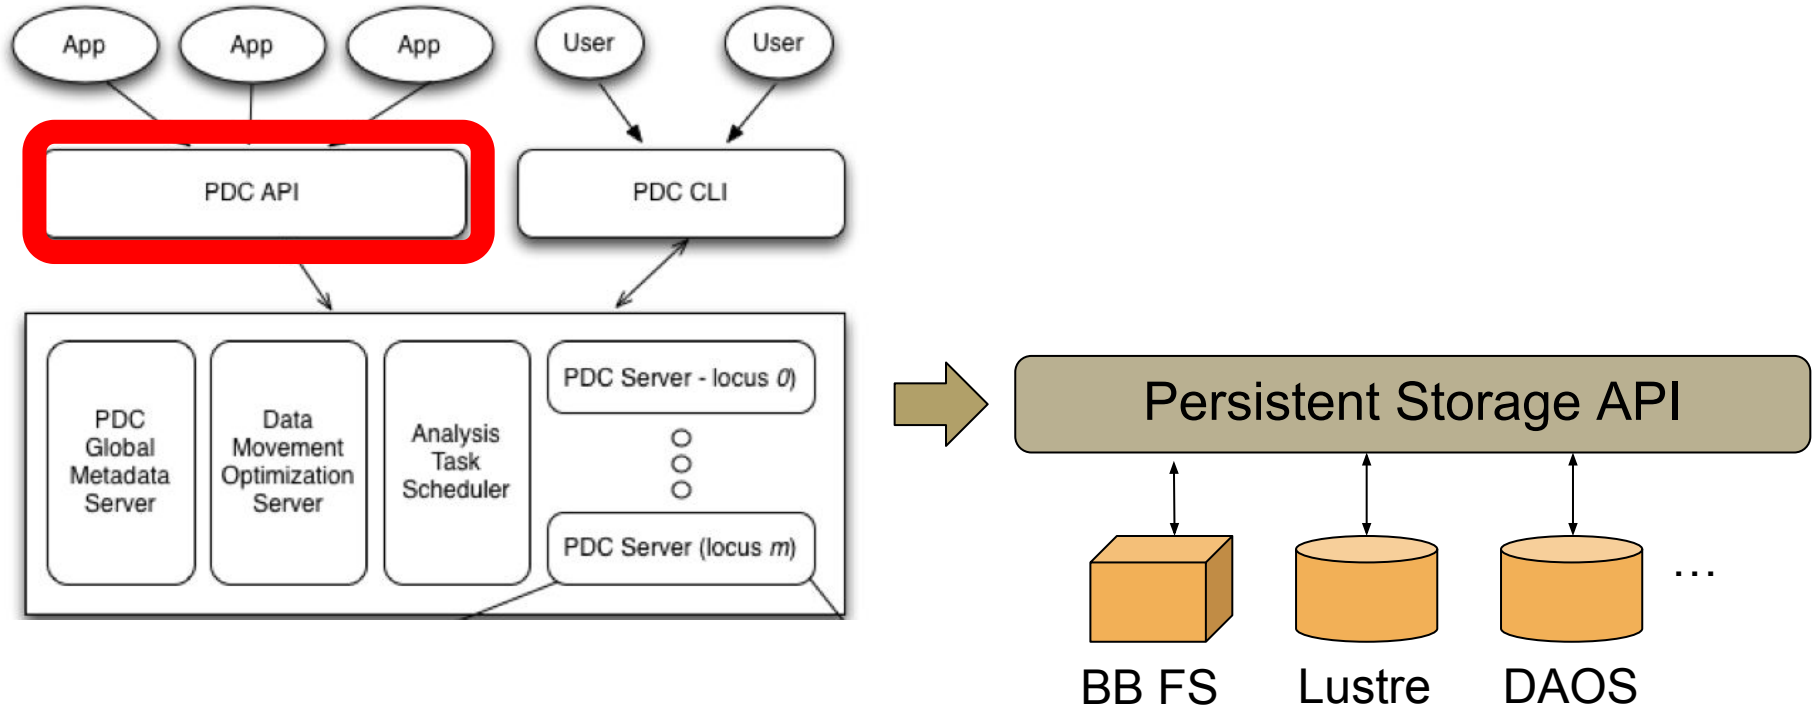 App
App
App
User
User
PDC API
PDC CLI
PDC
Global
Metadata
Server
Data
Movement
Optimization
Server
Analysis
Task
Scheduler
PDC Server - locus 0)
PDC Server (locus m)
Persistent Storage API
BB FS
Lustre
DAOS
...